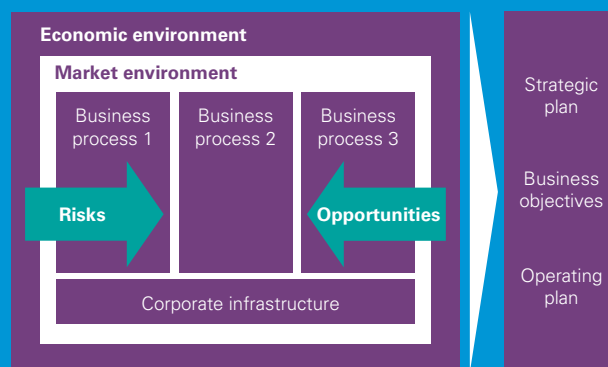 Economic environment
Market environment
Business
process 1
Business
process 2
Business
process 3
Risks
Opportunities
Corporate infrastructure
Strategic
plan
Business
objectives
Operating
plan